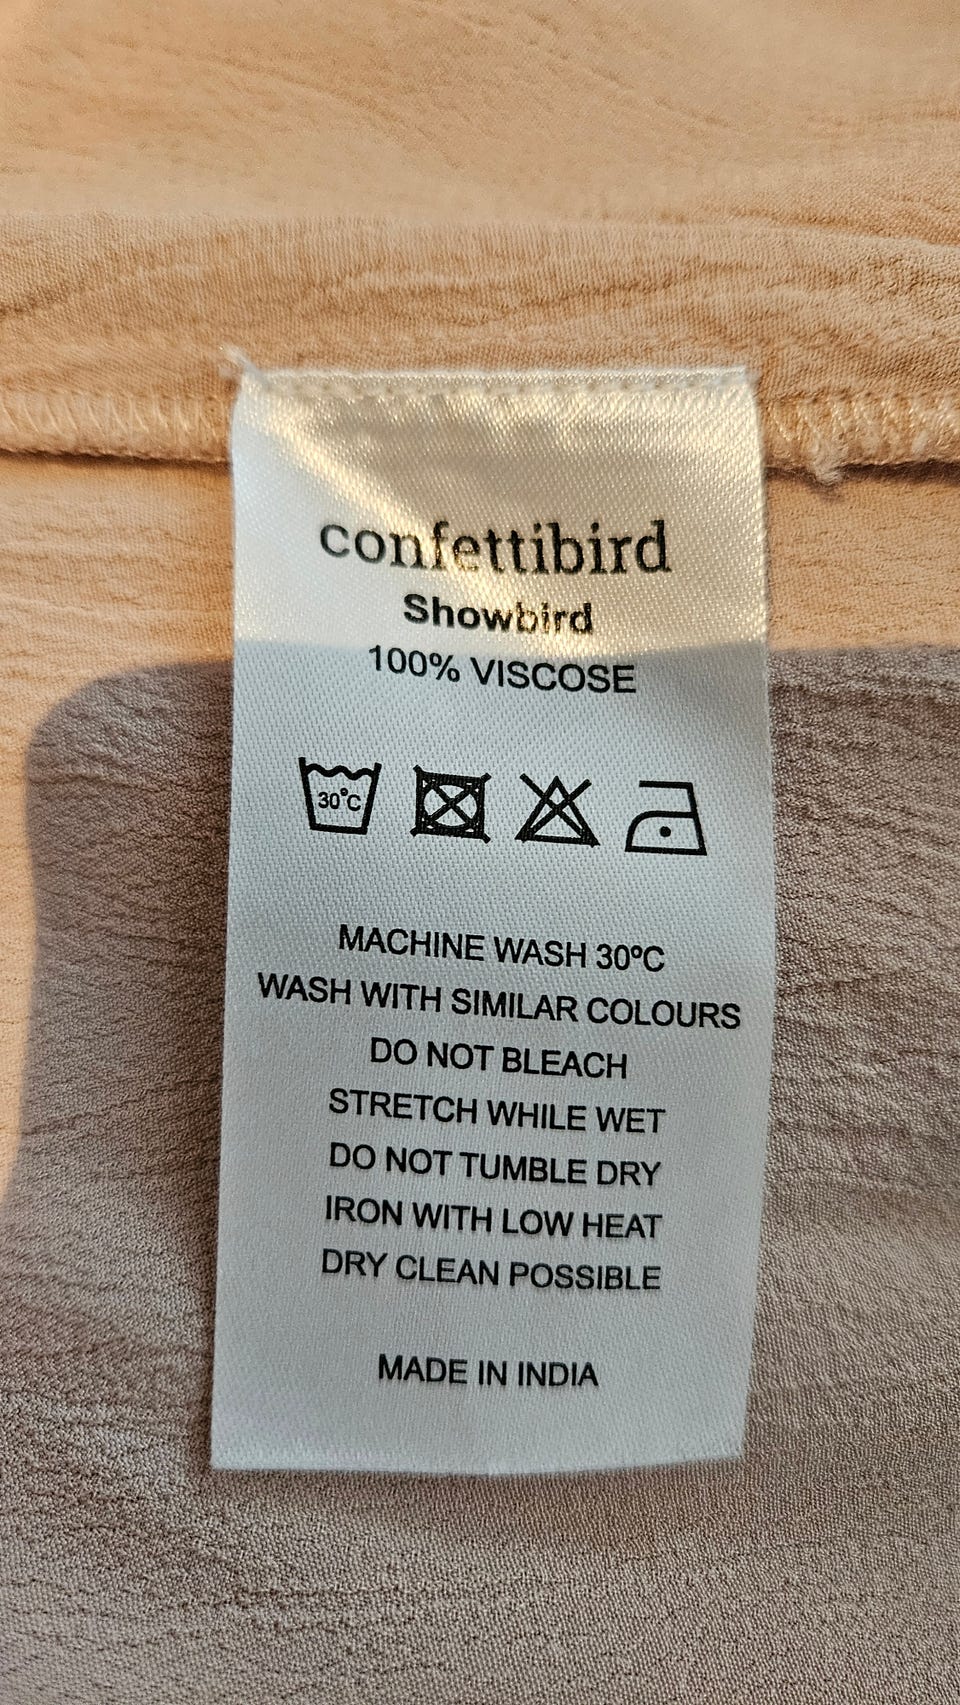 confettibird
Showbird
100% VISCOSE
30°C
MACHINE WASH 30ºC
WASH WITH SIMILAR COLOURS
DO NOT BLEACH
STRETCH WHILE WET
DO NOT TUMBLE DRY
IRON WITH LOW HEAT
DRY CLEAN POSSIBLE
MADE IN INDIA